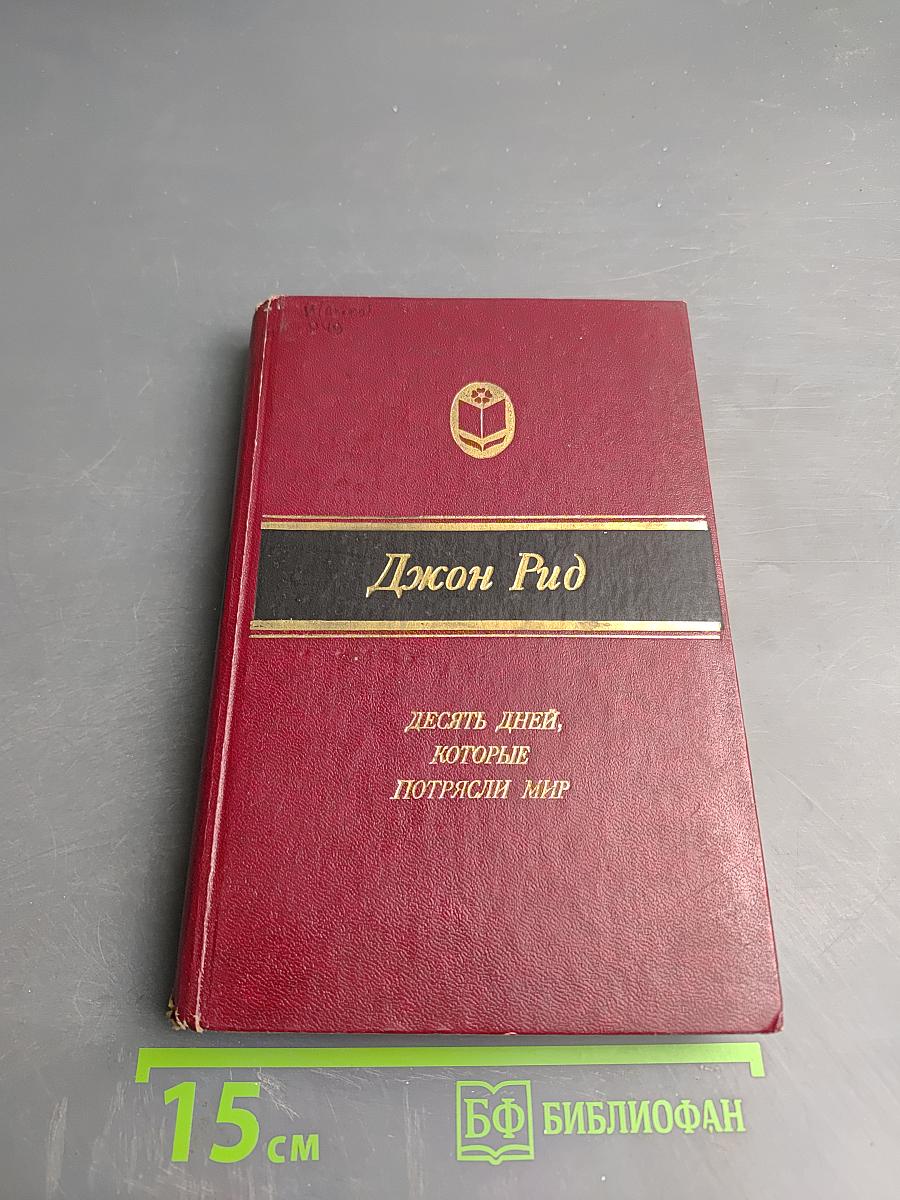 Джон Рид
ДЕСЯТЬ ДНЕЙ,
КОТОРЫЕ
ПОТРЯСЛИ МИР
15 см
БФ БИБЛИОФАН